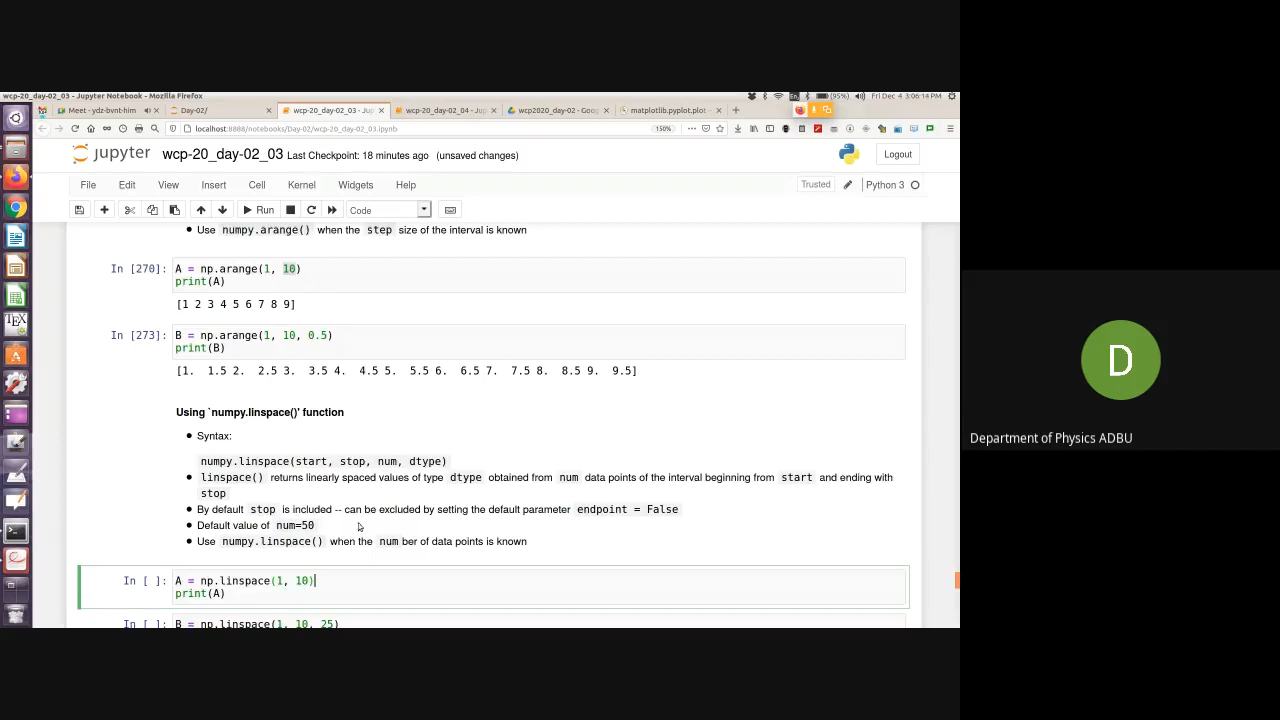 wcp-20_day-02_03 - Jupyter Notebook - Mozilla Firefox
En (95%) Fri Dec 4 3:06:14 PM
Meet - ydz-bvnt-him Day-02/ wcp-20_day-02_03 - Jup wcp-20_day-02_04 - Jup wcp2020_day-02 - Goog matplotlib.pyplot.plot —
localhost:8888/notebooks/Day-02/wcp-20_day-02_03.ipynb 150%
jupyter wcp-20_day-02_03 Last Checkpoint: 18 minutes ago (unsaved changes) Logout
File Edit View Insert Cell Kernel Widgets Help Trusted Python 3
Run Code
• Use numpy.arange() when the step size of the interval is known
In [270]: A = np.arange(1, 10)
print(A)
[1 2 3 4 5 6 7 8 9]
In [273]: B = np.arange(1, 10, 0.5)
print(B)
[1. 1.5 2. 2.5 3. 3.5 4. 4.5 5. 5.5 6. 6.5 7. 7.5 8. 8.5 9. 9.5]
Using `numpy.linspace()' function
• Syntax:
numpy.linspace(start, stop, num, dtype)
• linspace() returns linearly spaced values of type dtype obtained from num data points of the interval beginning from start and ending with
stop
• By default stop is included -- can be excluded by setting the default parameter endpoint = False
• Default value of num=50
• Use numpy.linspace() when the num ber of data points is known
In [ ]: A = np.linspace(1, 10)
print(A)
In [ ]: B = np.linspace(1, 10, 25)
D
Department of Physics ADBU